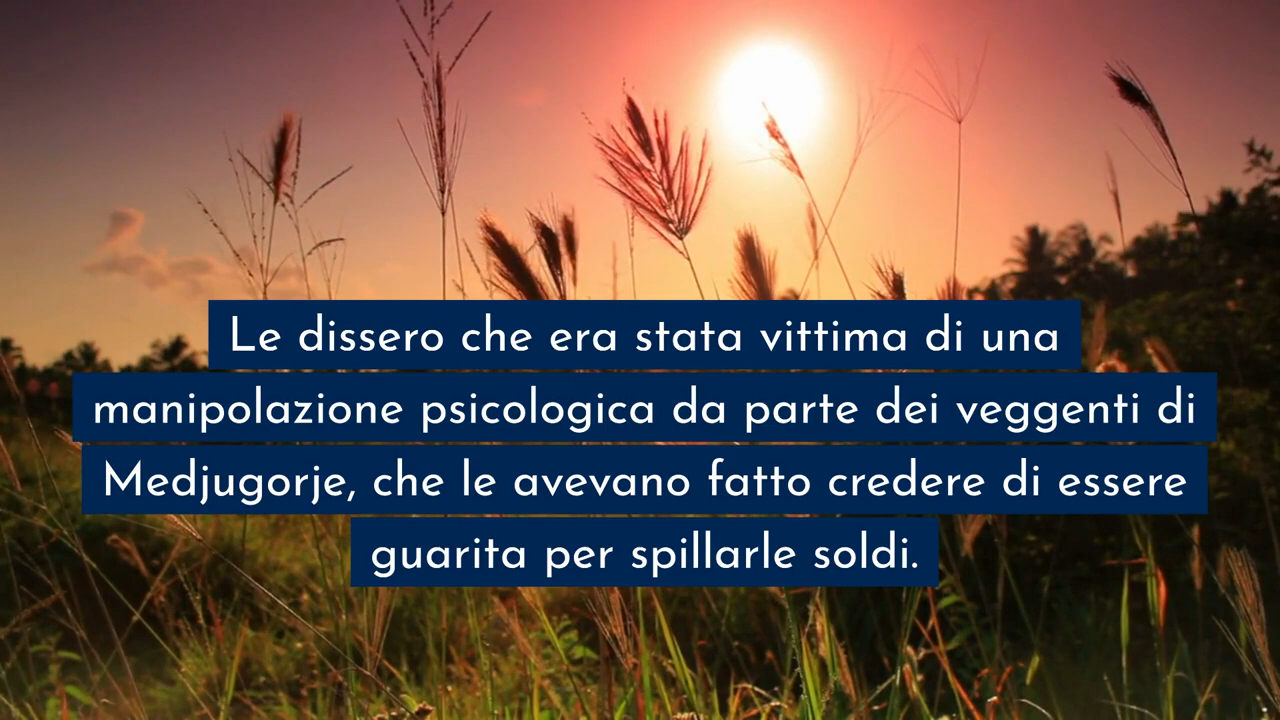 Le dissero che era stata vittima di una
manipolazione psicologica da parte dei veggenti di
Medjugorje, che le avevano fatto credere di essere
guarita per spillarle soldi.